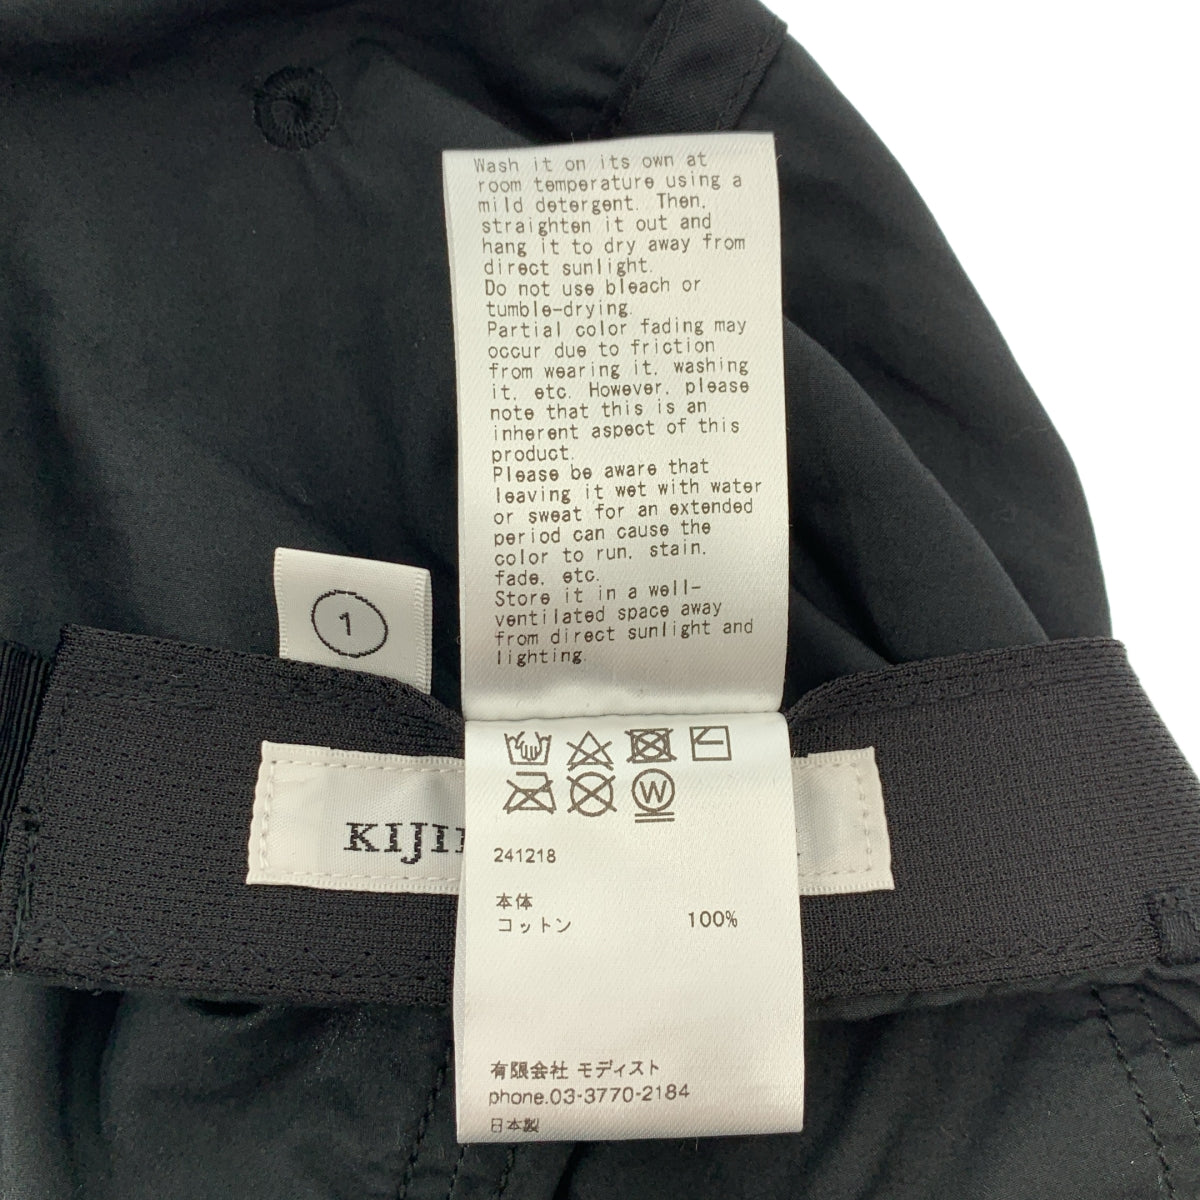 Wash it on its own at
room temperature using a
mild detergent. Then,
straighten it out and
hang it to dry away from
direct sunlight.
Do not use bleach or
tumble-drying.
Partial color fading may
occur due to friction
from wearing it, washing
it, etc. However, please
note that this is an
inherent aspect of this
product.
Please be aware that
leaving it wet with water
or sweat for an extended
period can cause the
color to run, stain,
fade, etc.
Store it in a well-
ventilated space away
from direct sunlight and
lighting.
1
KIJI
W
241218
本体
コットン 100%
有限会社 モディスト
phone.03-3770-2184
日本製